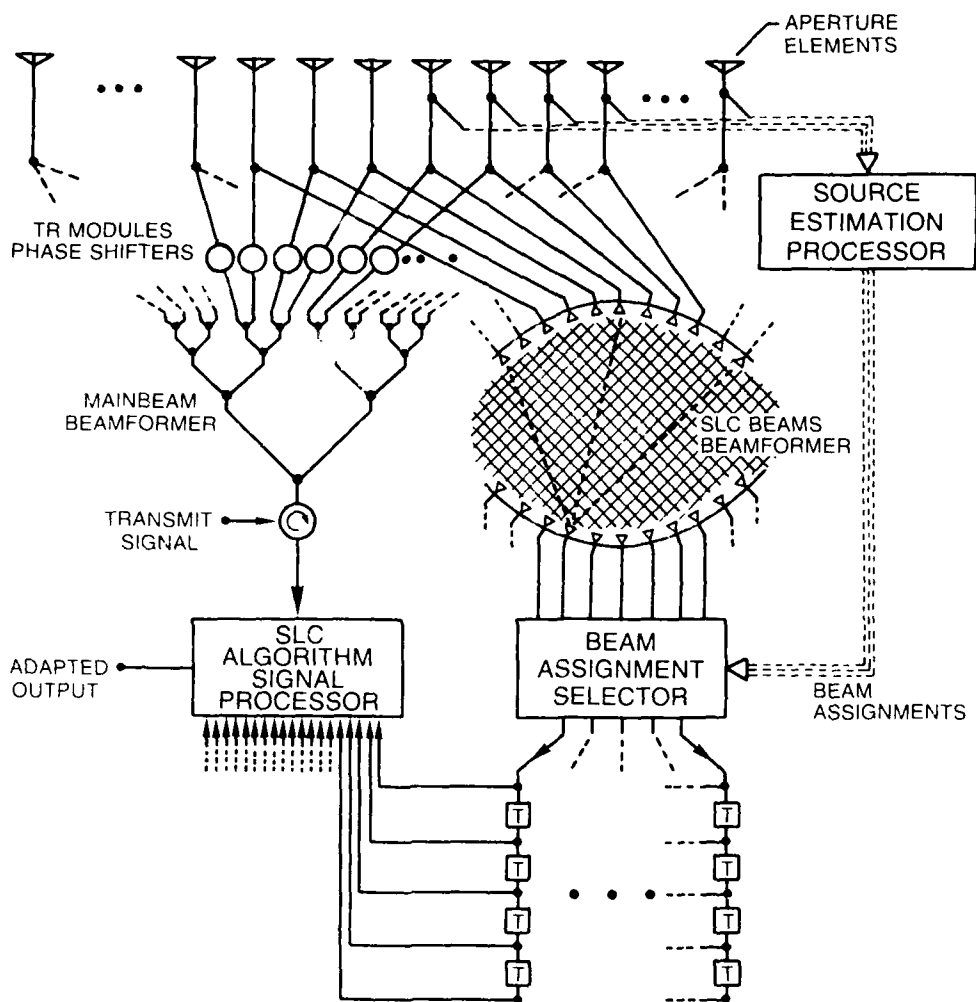 APERTURE
ELEMENTS
TR MODULES
PHASE SHIFTERS
SOURCE
ESTIMATION
PROCESSOR
MAINBEAM
BEAMFORMER
SLC BEAMS
BEAMFORMER
TRANSMIT
SIGNAL
SLC
ALGORITHM
SIGNAL
PROCESSOR
BEAM
ASSIGNMENT
SELECTOR
ADAPTED
OUTPUT
BEAM
ASSIGNMENTS
T
T
T
T
T
T
T
T